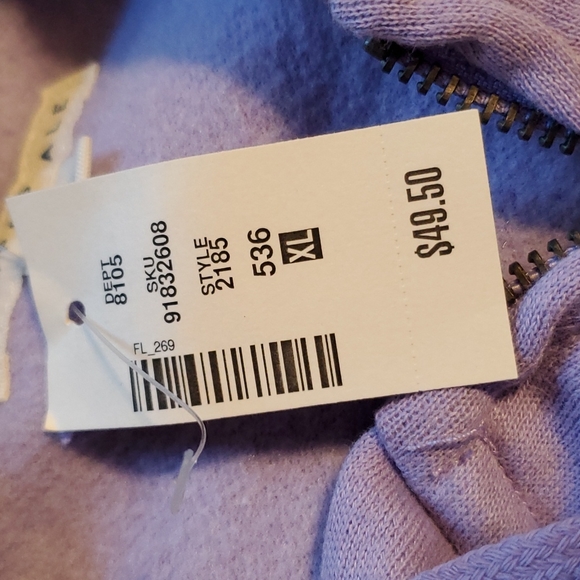 DEPT
8105
SKU
91832608
STYLE
2185
536
XL
$49.50
FL_269